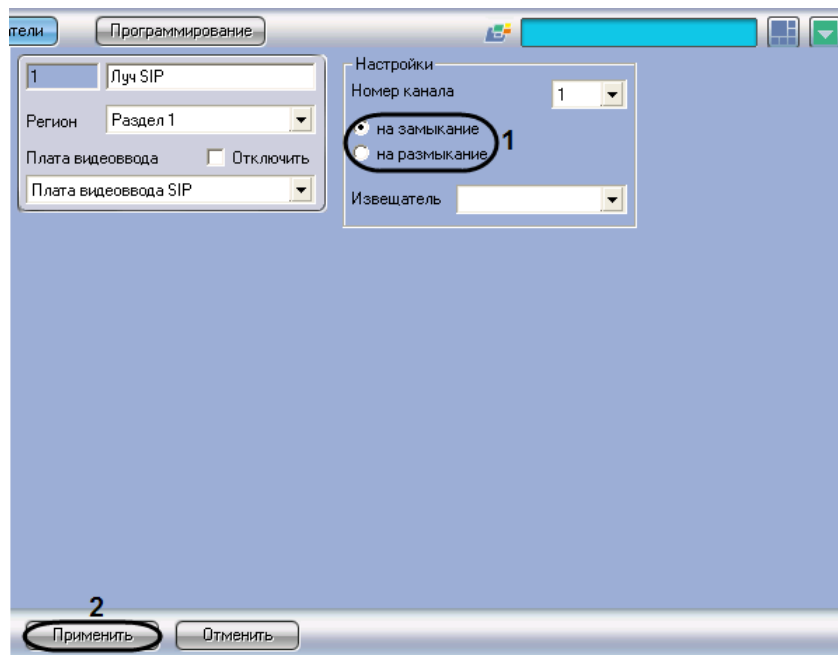 тели Программирование
1 Луч SIP
Регион Раздел 1
Плата видеоввода Отключить
Плата видеоввода SIP
Настройки
Номер канала 1
на замыкание
на размыкание
1
Извещатель
2
Применить Отменить